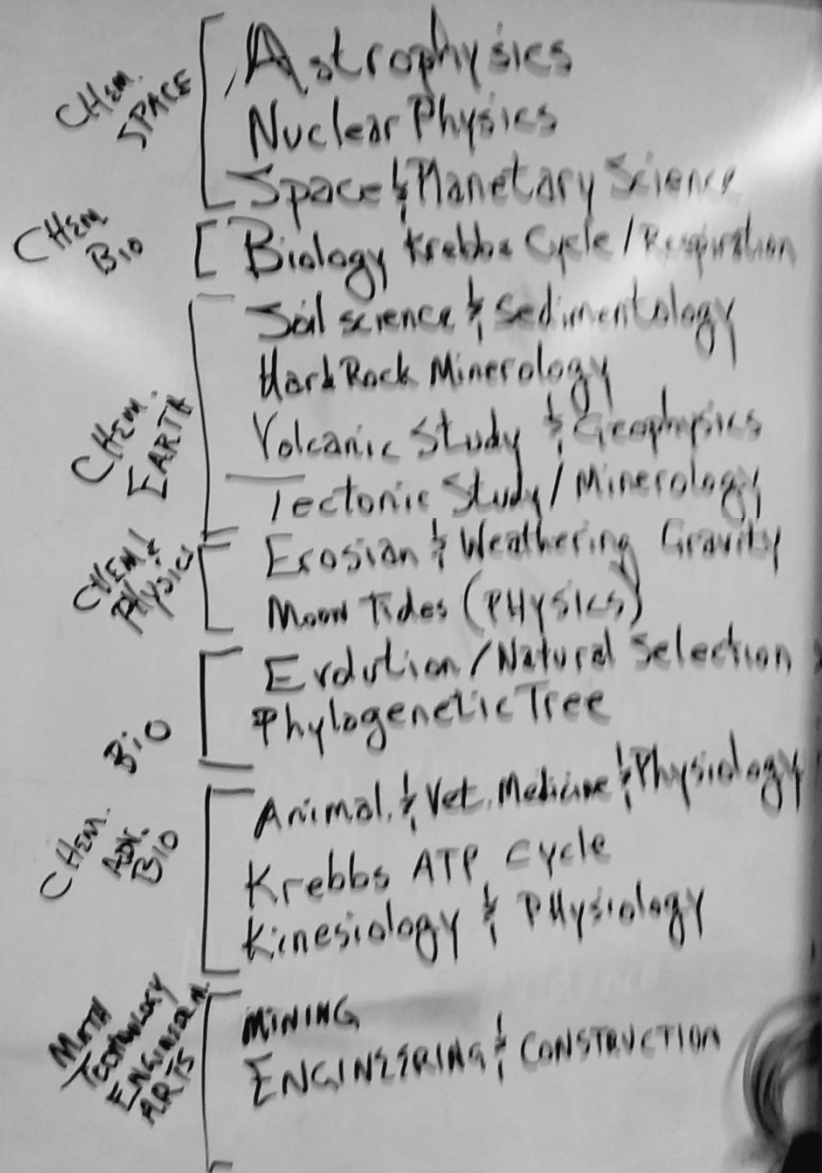 CHEM.
SPACE
Astrophysics
Nuclear Physics
Space & Planetary Science
CHEM
BIO
Biology Krebbs Cycle / Respiration
CHEM.
EARTH
Soil science & Sedimentology
Hard Rock Minerology
Volcanic Study & Geophysics
Tectonic Study / Minerology
CHEM &
PHYSICS
Erosian & Weathering Gravity
Moon Tides (PHYSICS)
BIO
Evolution / Natural Selection
Phylogenetic Tree
CHEM.
ADV.
BIO
Animal. & Vet. Medicine & Physiology
Krebbs ATP Cycle
Kinesiology & PHysiology
MATH
TECHNOLOGY
ARTS
MINING
ENGINEERING & CONSTRUCTION